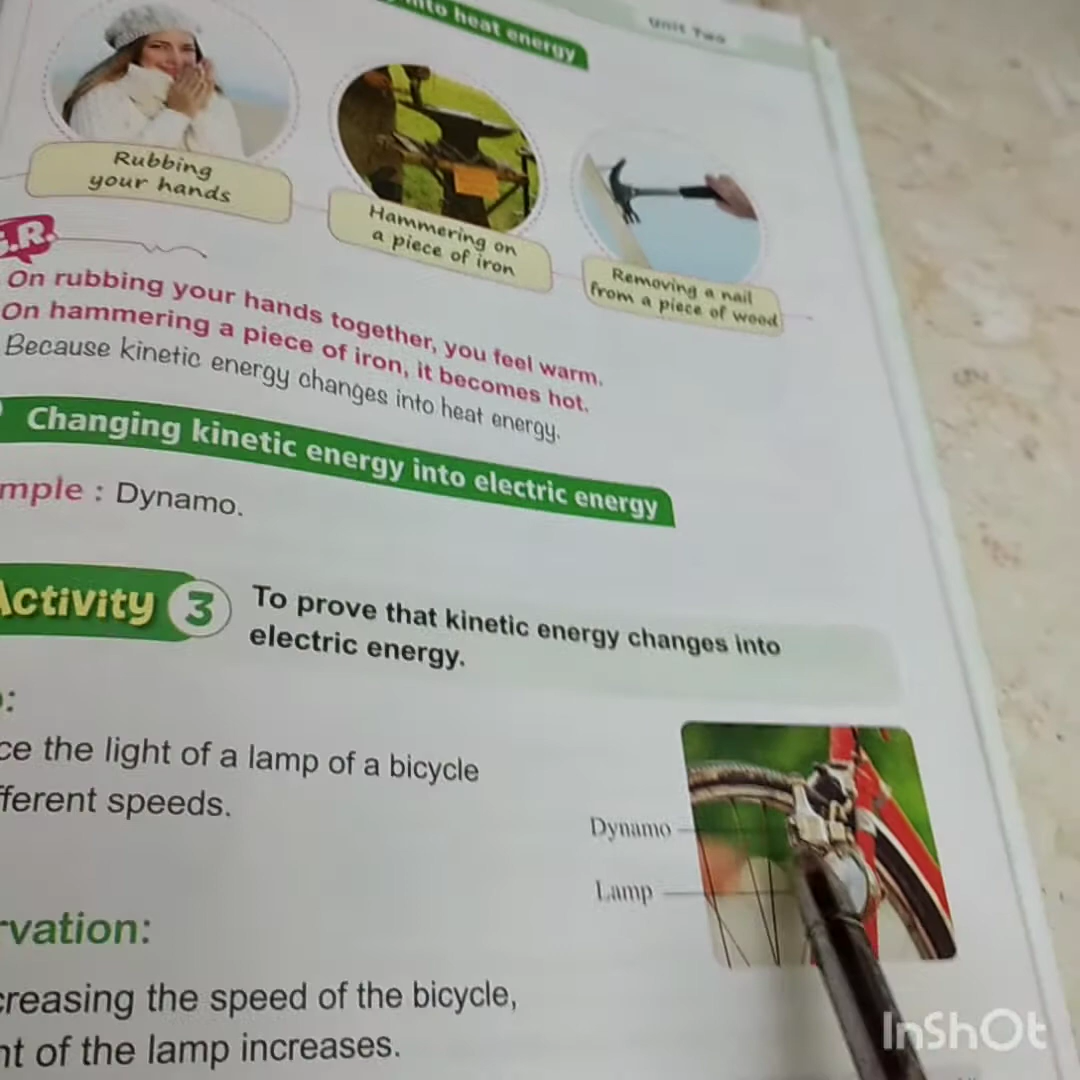 into heat energy
Unit Two
Rubbing
your hands
Hammering on
a piece of iron
Removing a nail
from a piece of wood
G.R.
On rubbing your hands together, you feel warm.
On hammering a piece of iron, it becomes hot.
Because kinetic energy changes into heat energy.
Changing kinetic energy into electric energy
mple : Dynamo.
Activity 3
To prove that kinetic energy changes into
electric energy.
:
ce the light of a lamp of a bicycle
fferent speeds.
Dynamo
Lamp
rvation:
creasing the speed of the bicycle,
ht of the lamp increases.
InShOt